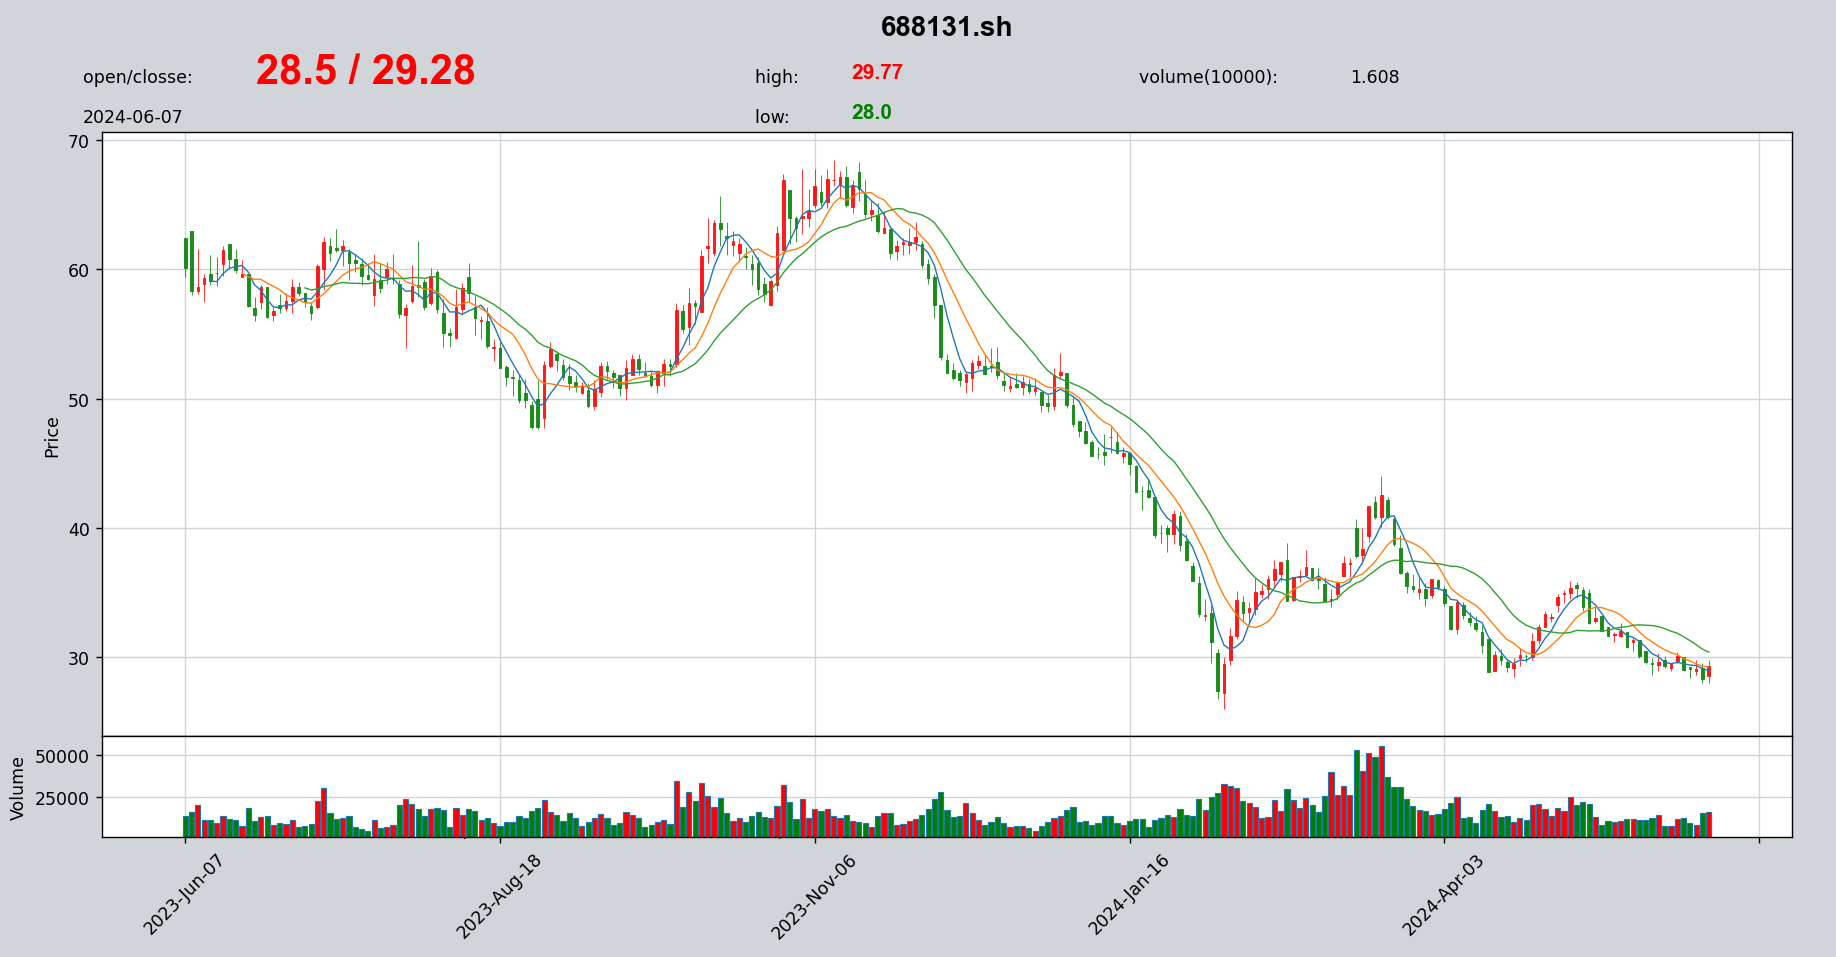 688131.sh
open/closse: 28.5 / 29.28 high: 29.77 volume(10000): 1.608
2024-06-07 low: 28.0
70
60
50
40
30
Price
50000
25000
Volume
2023-Jun-07 2023-Aug-18 2023-Nov-06 2024-Jan-16 2024-Apr-03